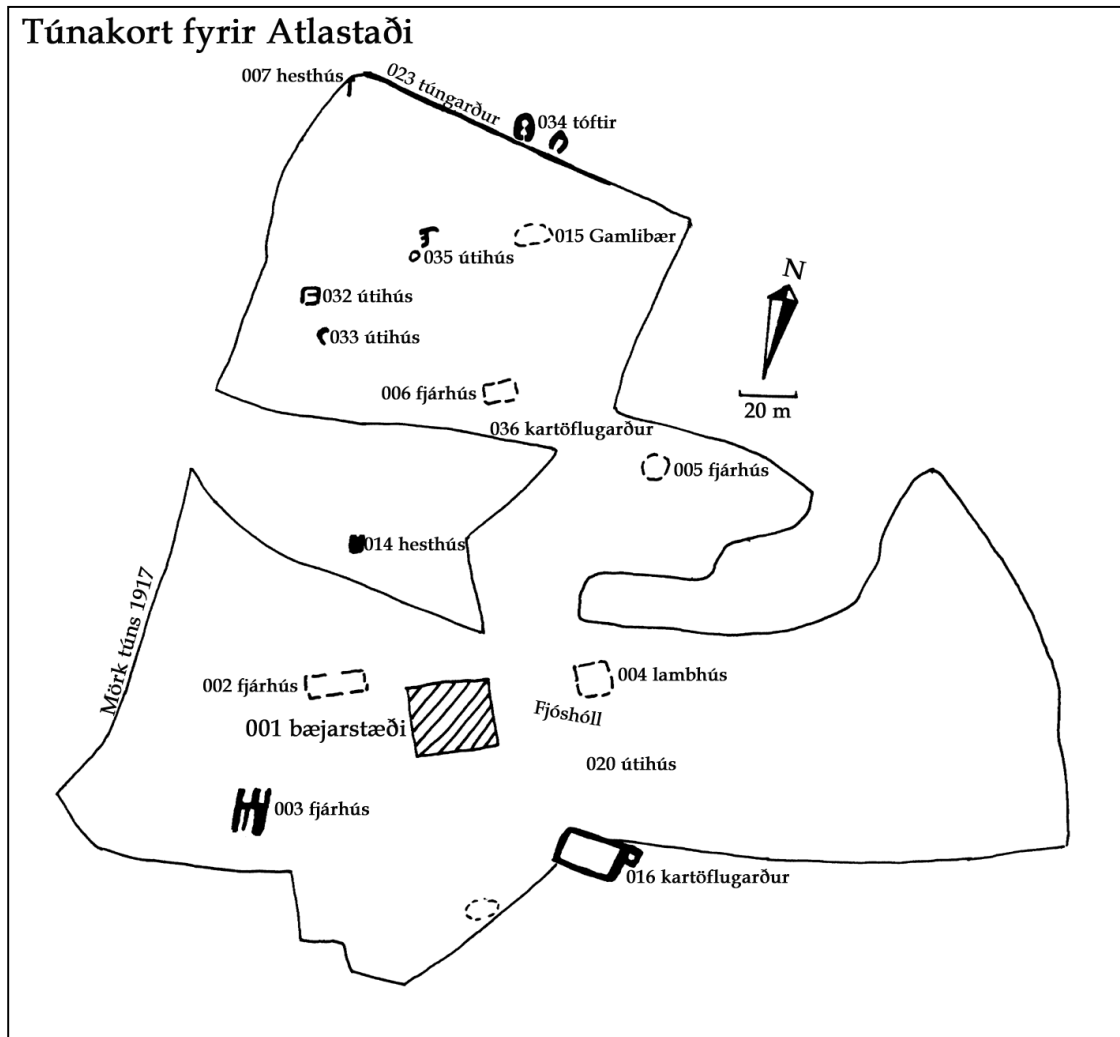 Túnakort fyrir Atlastaði
007 hesthús
023 túngarður
034 tóftir
015 Gamlibær
035 útihús
N
032 útihús
033 útihús
006 fjárhús
20 m
036 kartöflugarður
005 fjárhús
014 hesthús
Mörk túns 1917
002 fjárhús
004 lambhús
Fjóshóll
001 bæjarstæði
020 útihús
003 fjárhús
016 kartöflugarður